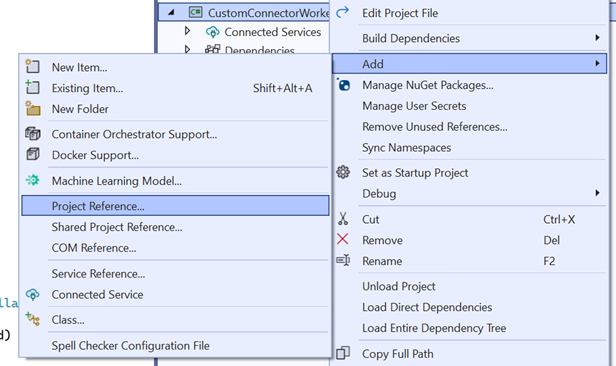 CustomConnectorWorke
Connected Services
Dependencies
Edit Project File
Build Dependencies
Add
Manage NuGet Packages...
Manage User Secrets
Remove Unused References...
Sync Namespaces
Set as Startup Project
Debug
Cut Ctrl+X
Remove Del
Rename F2
Unload Project
Load Direct Dependencies
Load Entire Dependency Tree
Copy Full Path
New Item...
Existing Item... Shift+Alt+A
New Folder
Container Orchestrator Support...
Docker Support...
Machine Learning Model...
Project Reference...
Shared Project Reference...
COM Reference...
Service Reference...
Connected Service
Class...
Spell Checker Configuration File
lla
d)